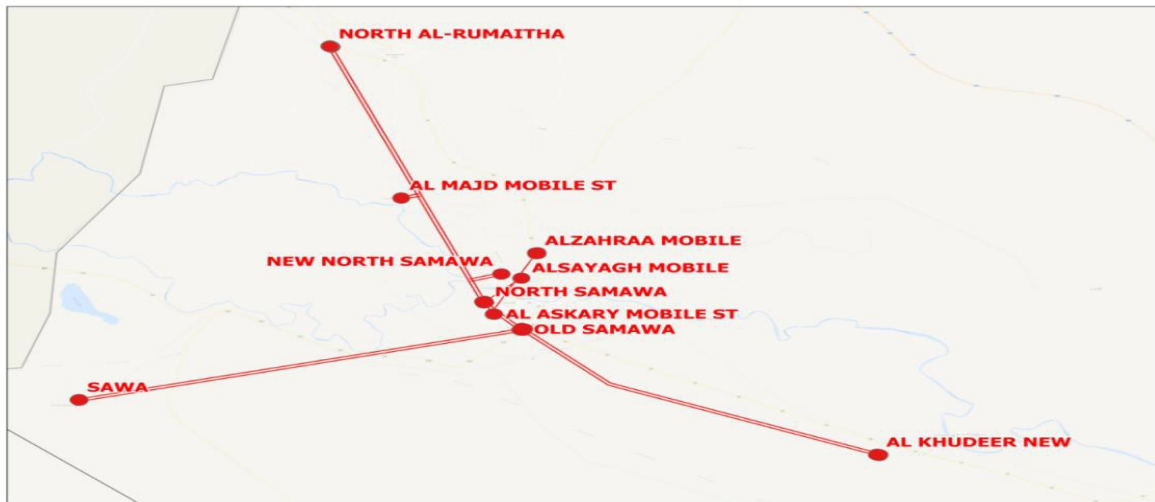 NORTH AL-RUMAITHA
AL MAJD MOBILE ST
ALZAHRAA MOBILE
NEW NORTH SAMAWA
ALSAYAGH MOBILE
NORTH SAMAWA
AL ASKARY MOBILE ST
OLD SAMAWA
SAWA
AL KHUDEER NEW